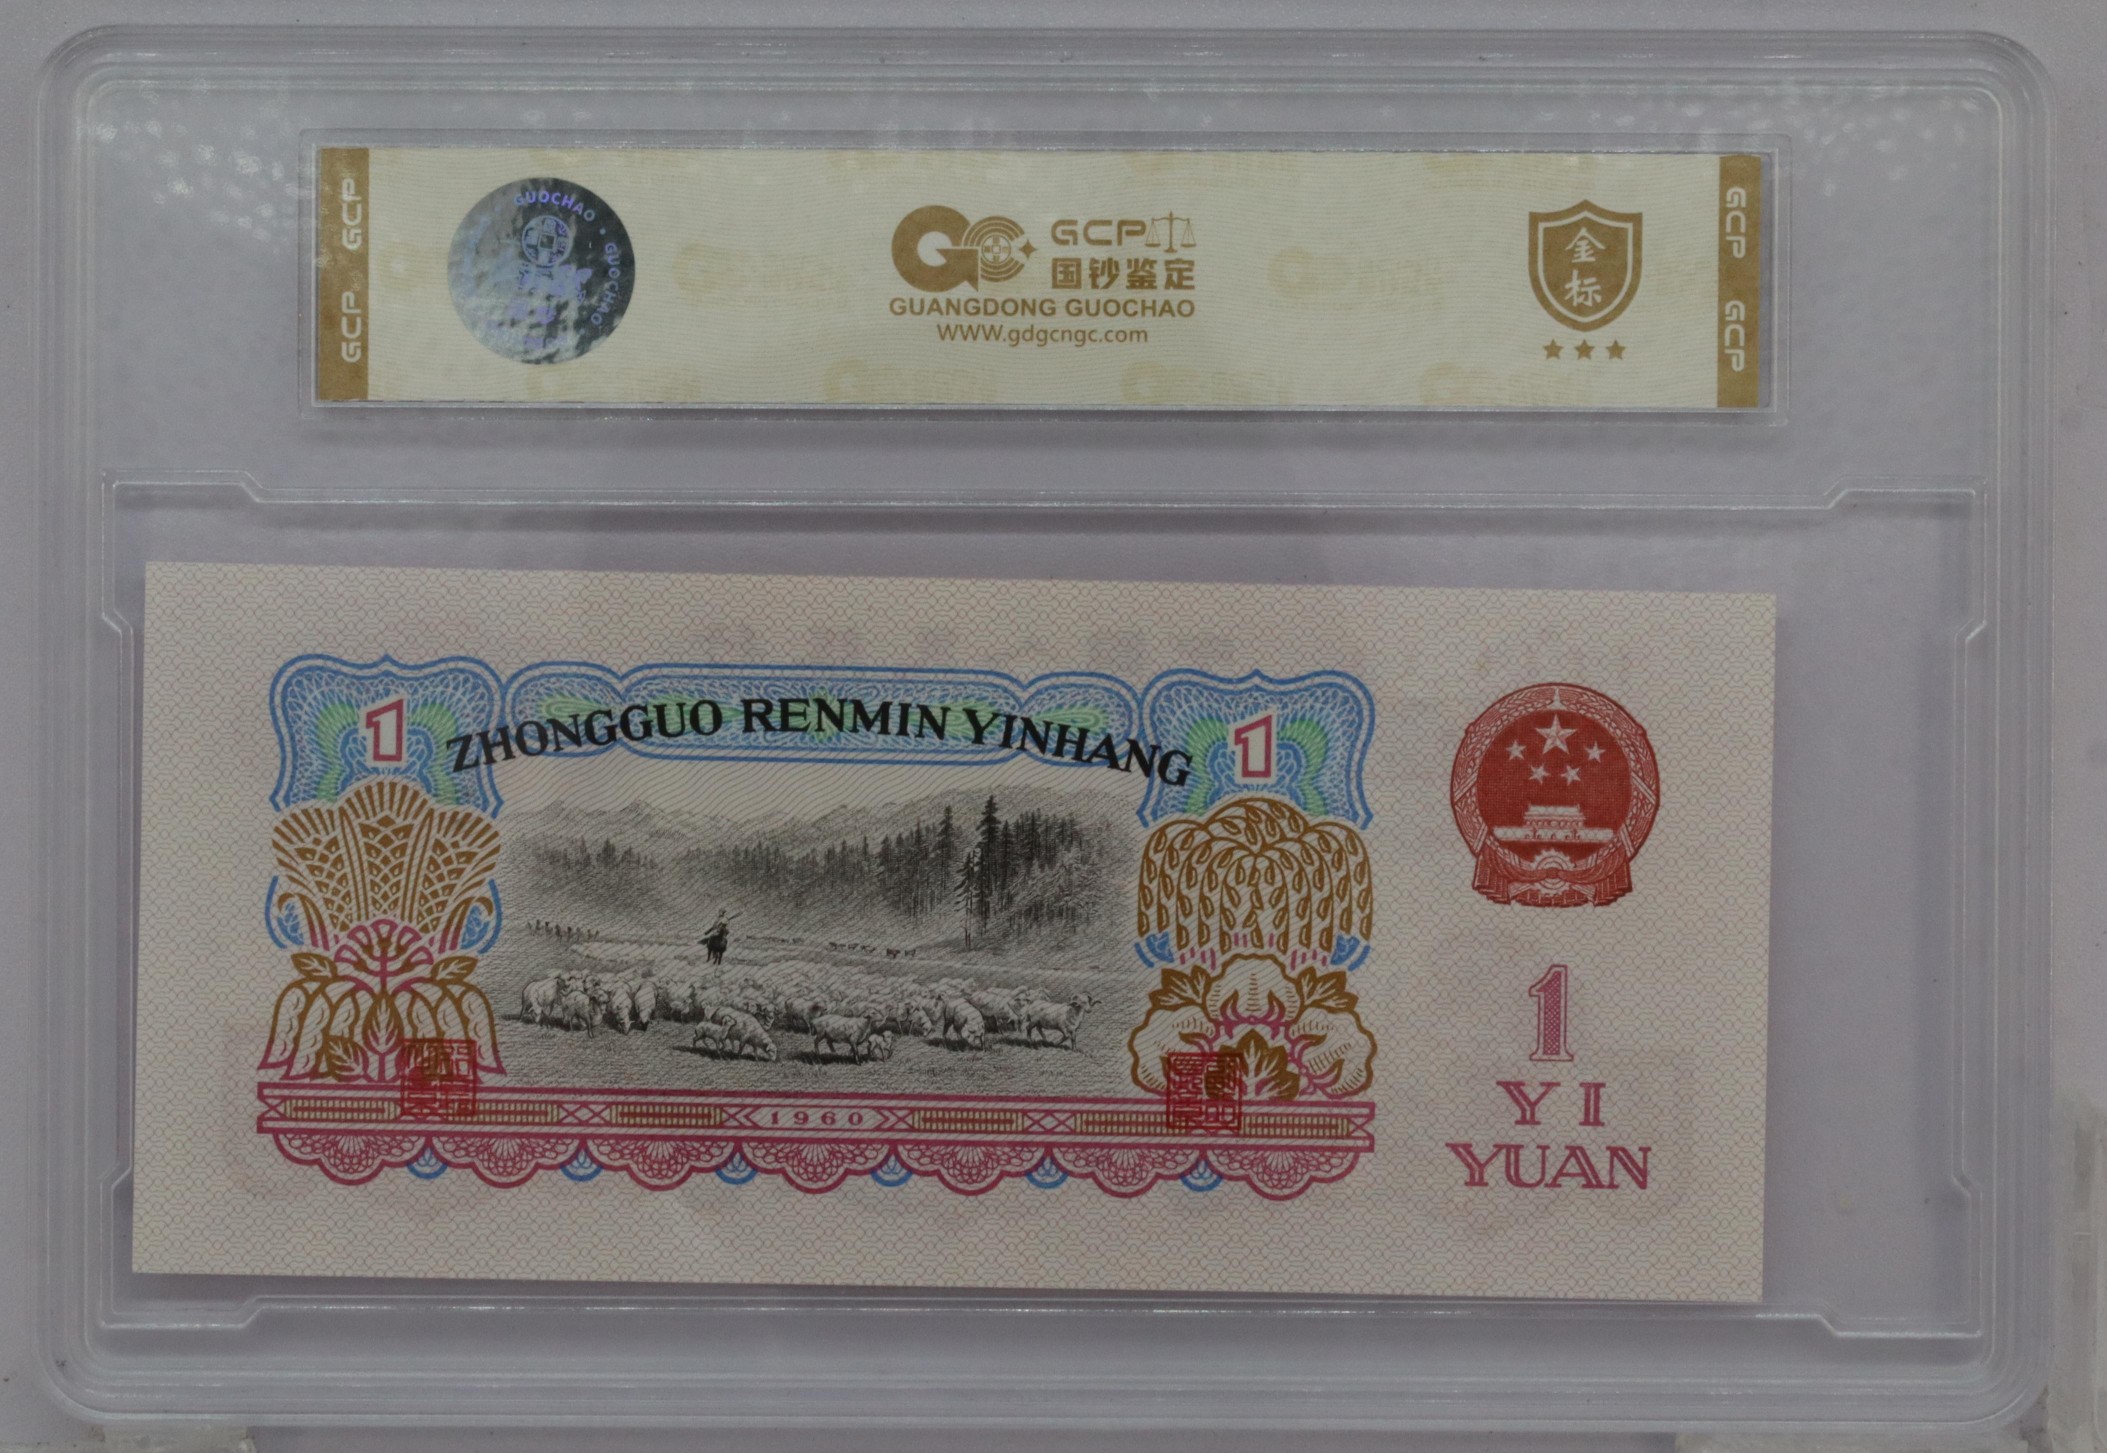 GCP GCP
GUOCHAO • GUOCHAO
GCP
国钞鉴定
GUANGDONG GUOCHAO
WWW.gdgcngc.com
金标
GCP GCP
1
ZHONGGUO RENMIN YINHANG
1
1960
1
YI
YUAN